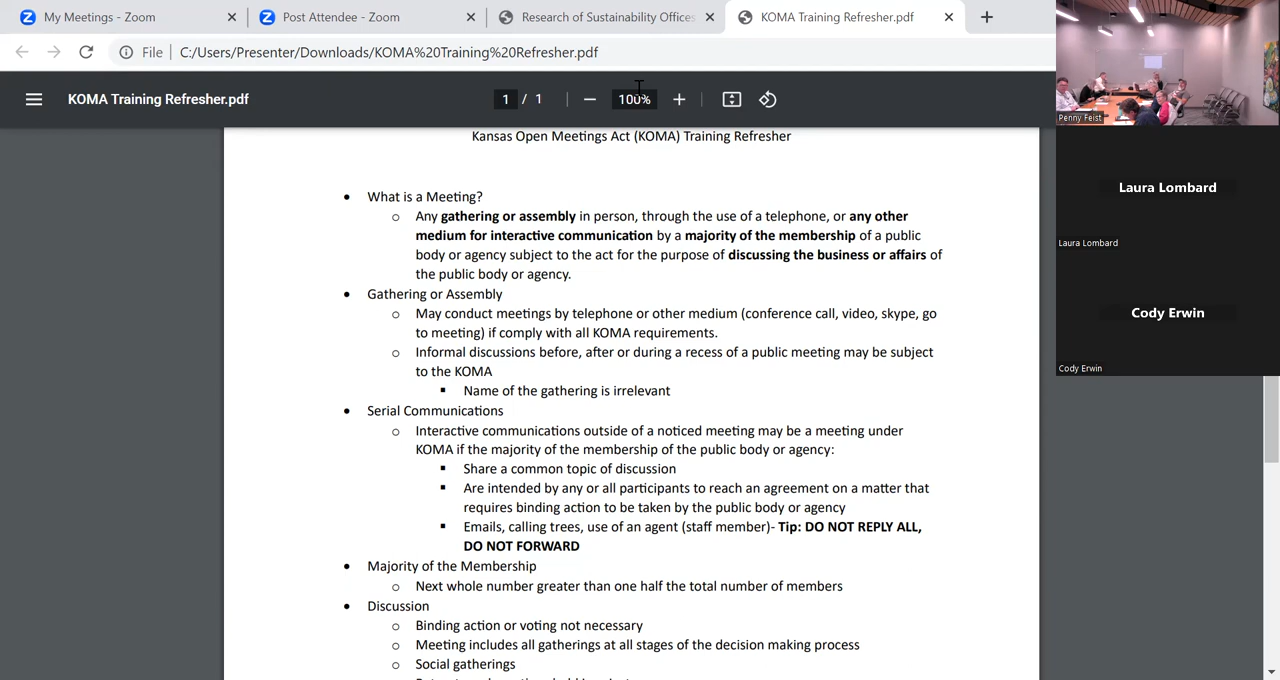 My Meetings - Zoom
Post Attendee - Zoom
Research of Sustainability Offices
KOMA Training Refresher.pdf
File
C:/Users/Presenter/Downloads/KOMA%20Training%20Refresher.pdf
KOMA Training Refresher.pdf
1 / 1
100%
Kansas Open Meetings Act (KOMA) Training Refresher
• What is a Meeting?
o Any gathering or assembly in person, through the use of a telephone, or any other
medium for interactive communication by a majority of the membership of a public
body or agency subject to the act for the purpose of discussing the business or affairs of
the public body or agency.
• Gathering or Assembly
o May conduct meetings by telephone or other medium (conference call, video, skype, go
to meeting) if comply with all KOMA requirements.
o Informal discussions before, after or during a recess of a public meeting may be subject
to the KOMA
▪ Name of the gathering is irrelevant
• Serial Communications
o Interactive communications outside of a noticed meeting may be a meeting under
KOMA if the majority of the membership of the public body or agency:
▪ Share a common topic of discussion
▪ Are intended by any or all participants to reach an agreement on a matter that
requires binding action to be taken by the public body or agency
▪ Emails, calling trees, use of an agent (staff member)- Tip: DO NOT REPLY ALL,
DO NOT FORWARD
• Majority of the Membership
o Next whole number greater than one half the total number of members
• Discussion
o Binding action or voting not necessary
o Meeting includes all gatherings at all stages of the decision making process
o Social gatherings
Penny Feist
Laura Lombard
Laura Lombard
Cody Erwin
Cody Erwin